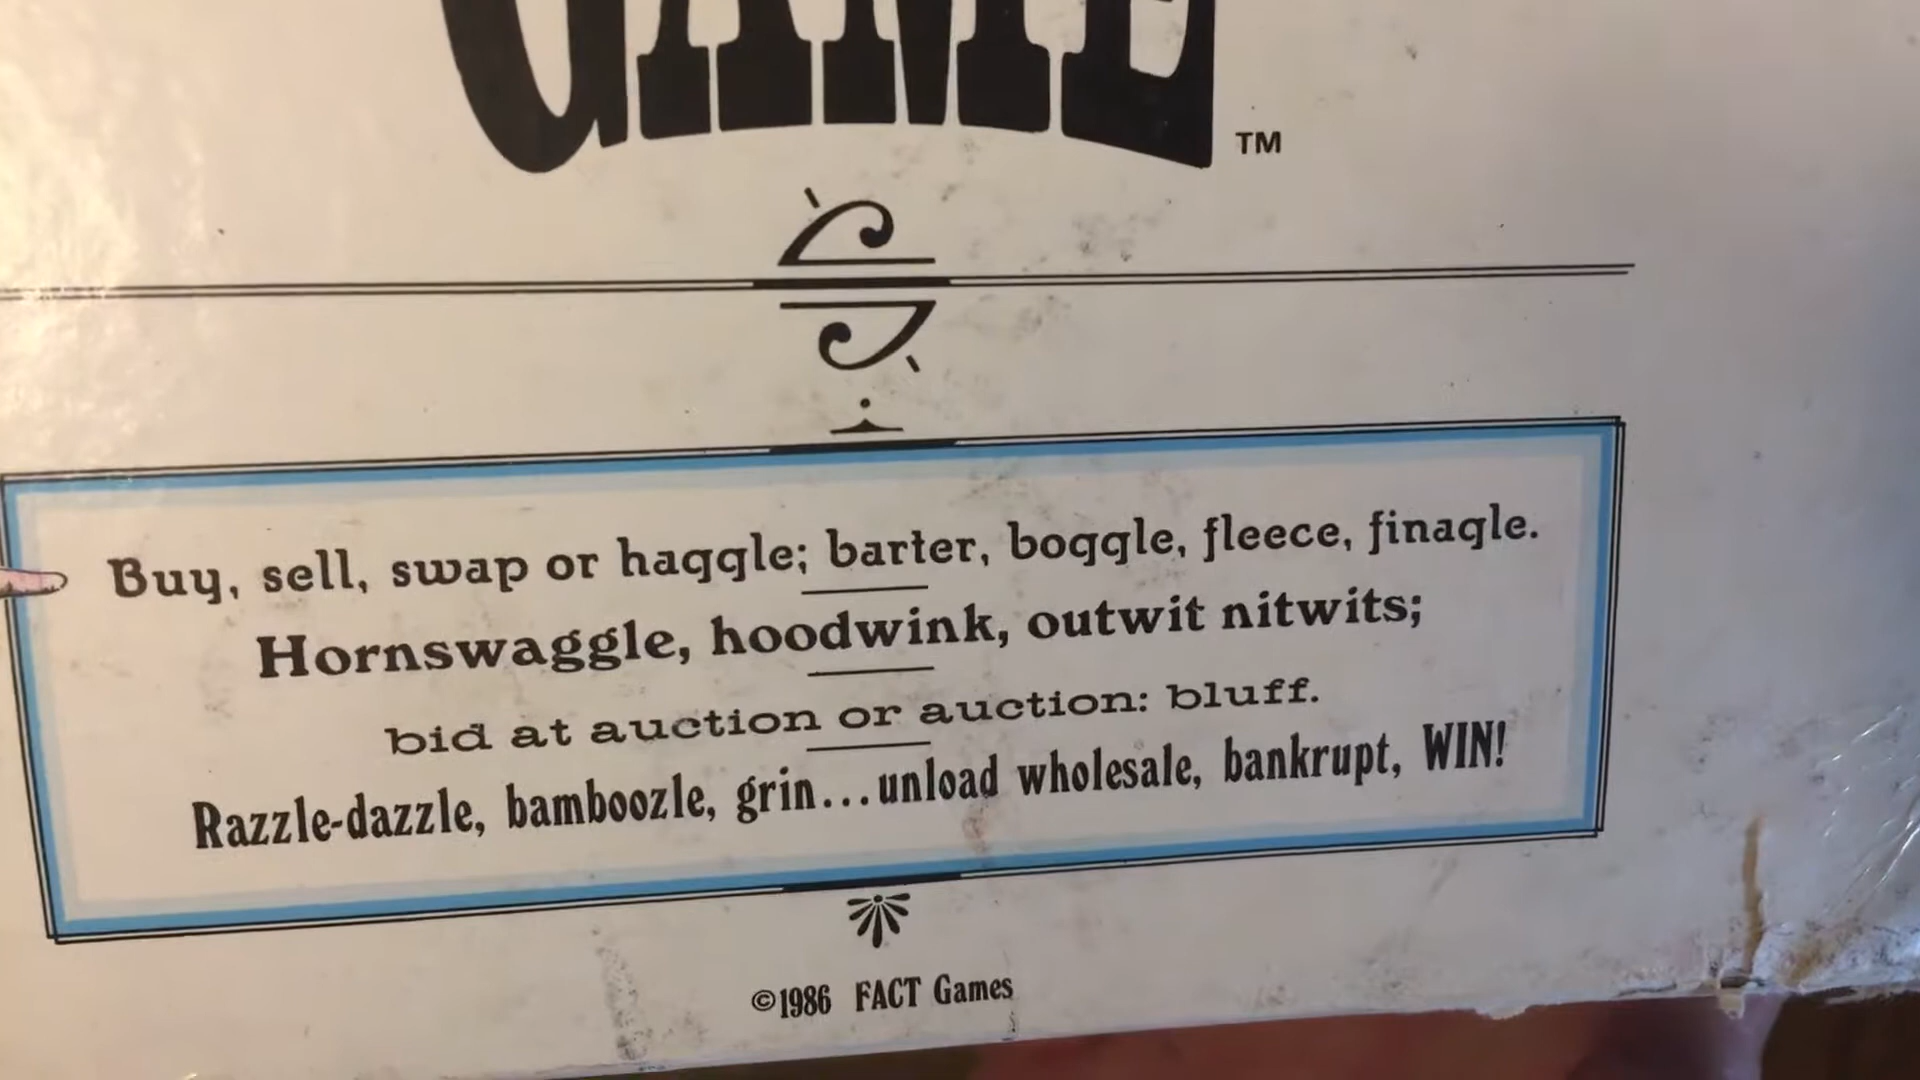 GAME
TM
Buy, sell, swap or haggle; barter, boggle, fleece, finagle.
Hornswaggle, hoodwink, outwit nitwits;
bid at auction or auction: bluff.
Razzle-dazzle, bamboozle, grin...unload wholesale, bankrupt, WIN!
©1986 FACT Games